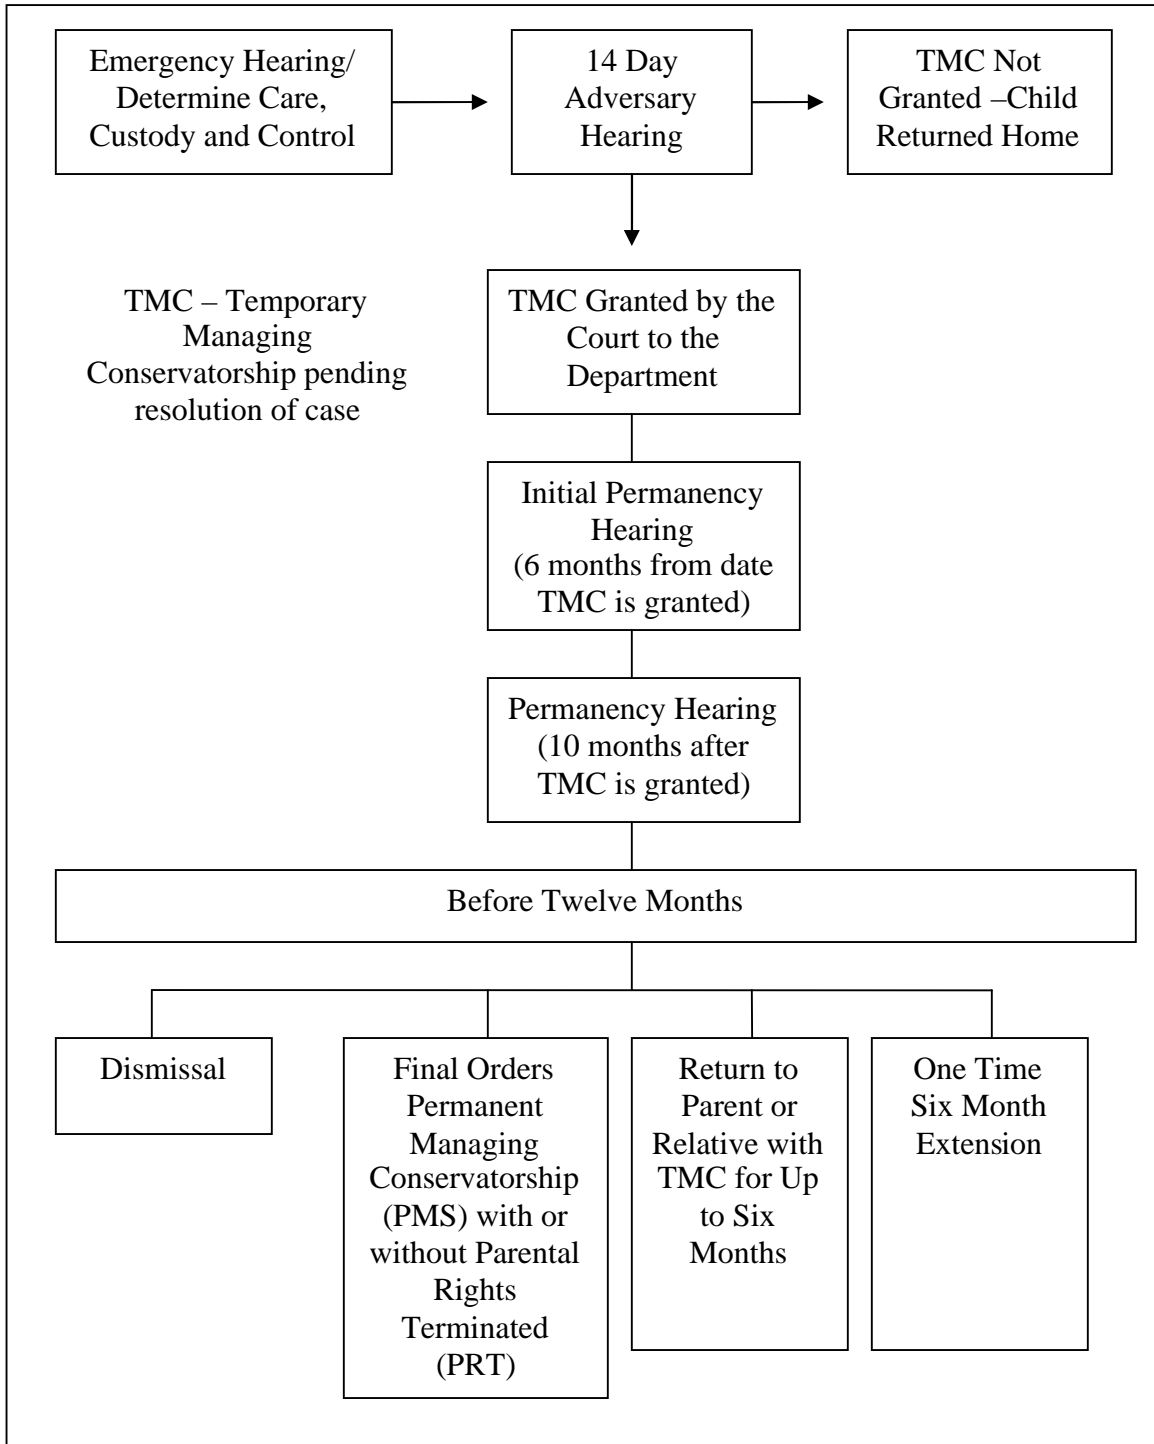 Emergency Hearing/
Determine Care,
Custody and Control
14 Day
Adversary
Hearing
TMC Not
Granted –Child
Returned Home
TMC – Temporary
Managing
Conservatorship pending
resolution of case
TMC Granted by the
Court to the
Department
Initial Permanency
Hearing
(6 months from date
TMC is granted)
Permanency Hearing
(10 months after
TMC is granted)
Before Twelve Months
Dismissal
Final Orders
Permanent
Managing
Conservatorship
(PMS) with or
without Parental
Rights
Terminated
(PRT)
Return to
Parent or
Relative with
TMC for Up
to Six
Months
One Time
Six Month
Extension